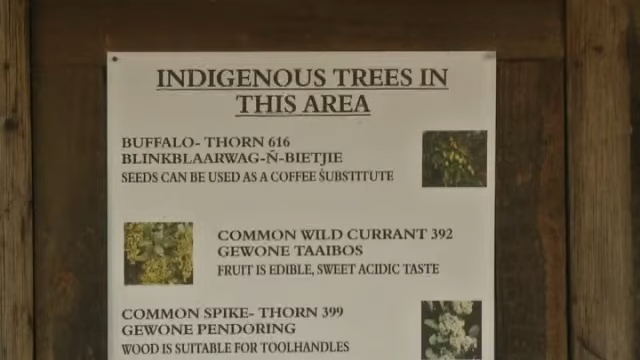 INDIGENOUS TREES IN
THIS AREA
BUFFALO- THORN 616
BLINKBLAARWAG-Ñ-BIETJIE
SEEDS CAN BE USED AS A COFFEE SUBSTITUTE
COMMON WILD CURRANT 392
GEWONE TAAIBOS
FRUIT IS EDIBLE, SWEET ACIDIC TASTE
COMMON SPIKE- THORN 399
GEWONE PENDORING
WOOD IS SUITABLE FOR TOOLHANDLES